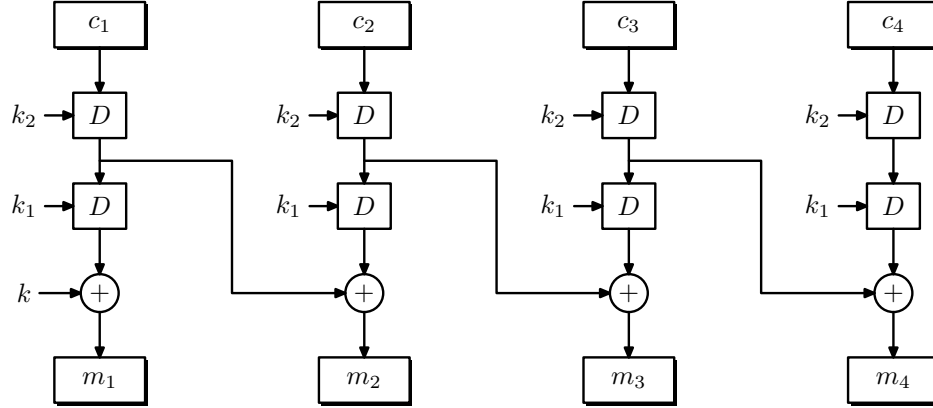 c₁ c₂ c₃ c₄
k₂ D k₂ D k₂ D k₂ D
k₁ D k₁ D k₁ D k₁ D
k + + + +
m₁ m₂ m₃ m₄